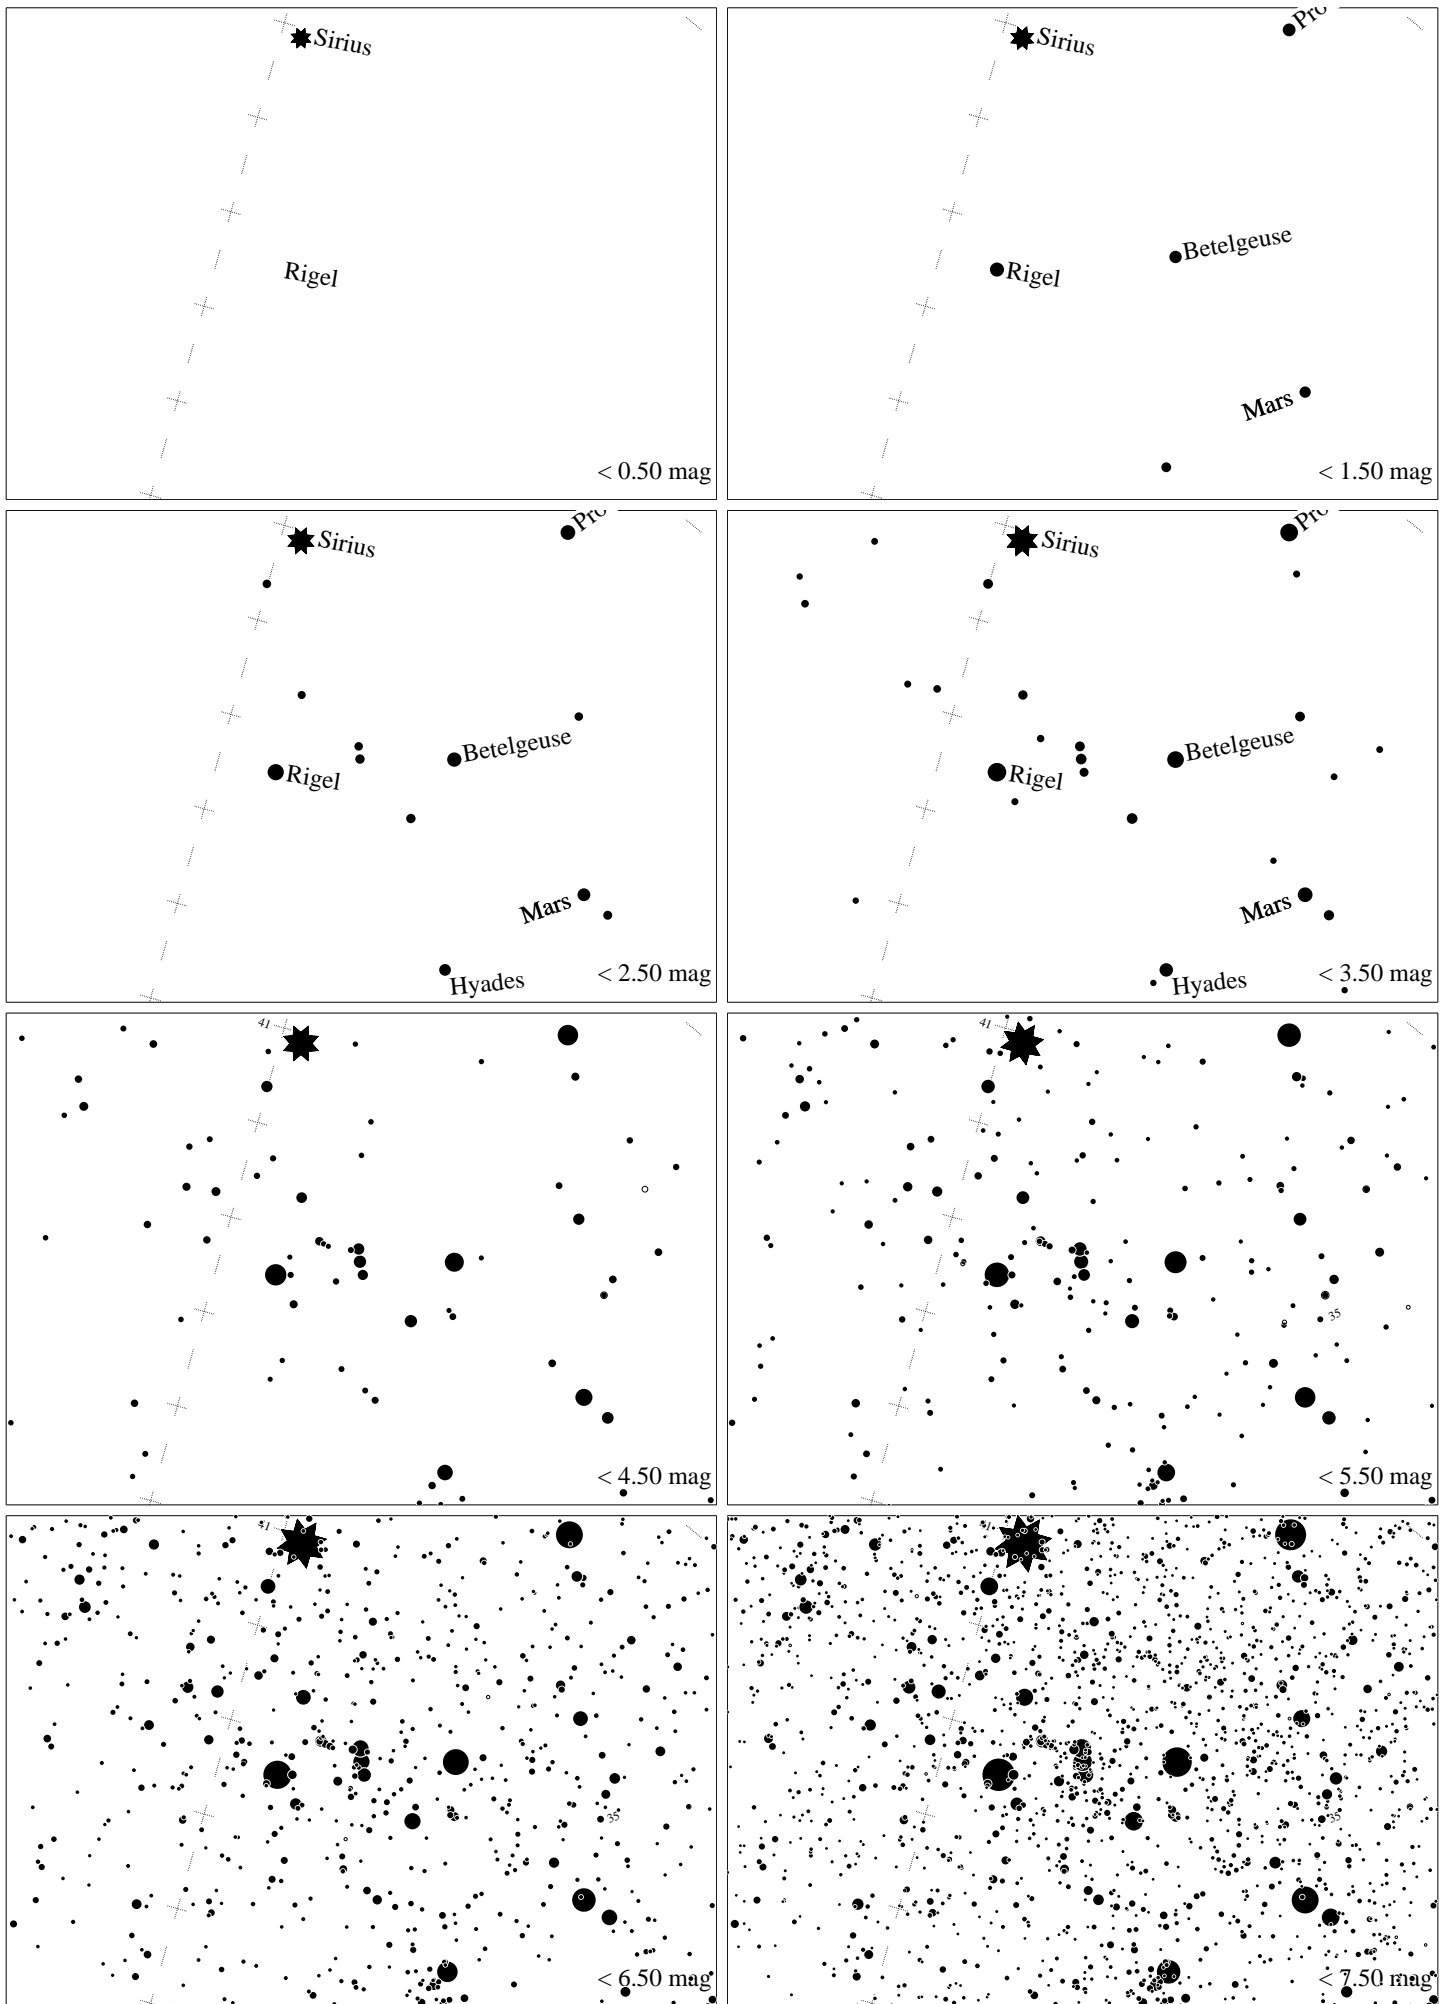 Sirius
Rigel
< 0.50 mag
Pro
Sirius
Betelgeuse
Rigel
Mars
< 1.50 mag
Pro
Sirius
Betelgeuse
Rigel
Mars
Hyades
< 2.50 mag
Pro
Sirius
Betelgeuse
Rigel
Mars
Hyades
< 3.50 mag
41
< 4.50 mag
41
35
< 5.50 mag
41
35
< 6.50 mag
41
35
< 7.50 mag